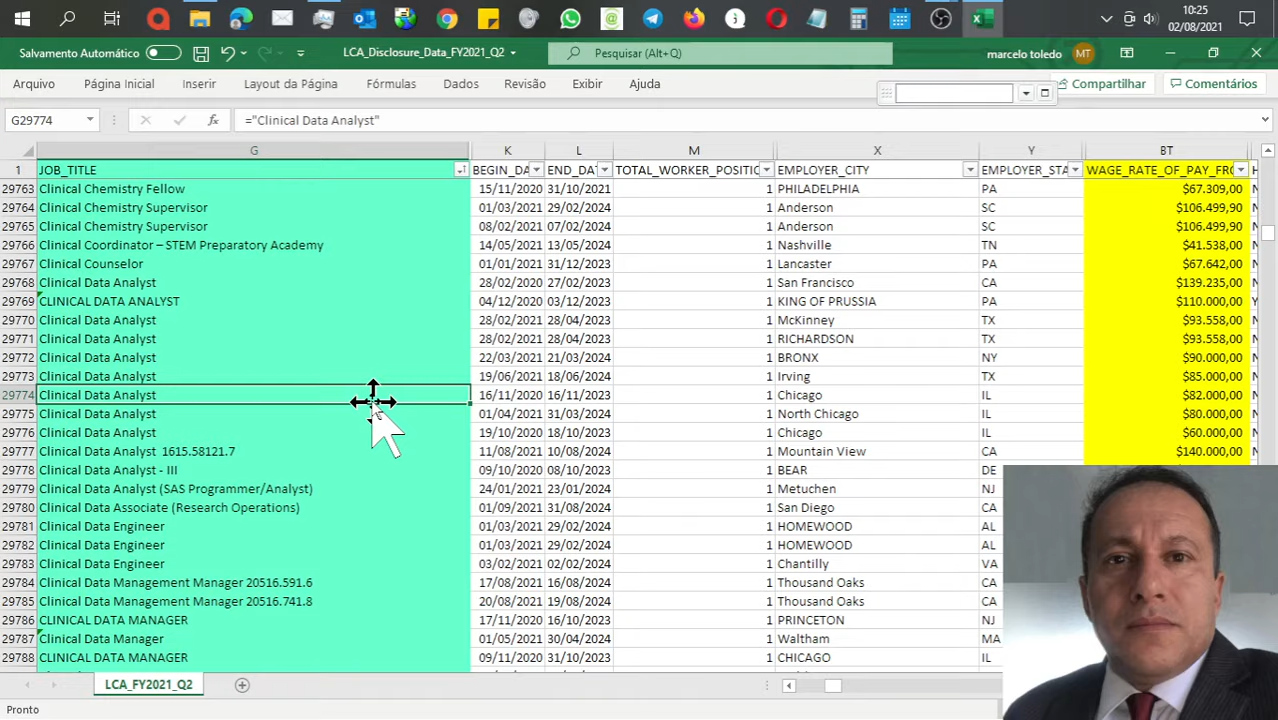 10:25
02/08/2021
Salvamento Automático
LCA_Disclosure_Data_FY2021_Q2
Pesquisar (Alt+Q)
marcelo toledo
MT
Arquivo Página Inicial Inserir Layout da Página Fórmulas Dados Revisão Exibir Ajuda
Compartilhar
Comentários
G29774
fx
="Clinical Data Analyst"
G K L M X Y BT
1 JOB_TITLE BEGIN_DA END_DAT TOTAL_WORKER_POSITIO EMPLOYER_CITY EMPLOYER_STA WAGE_RATE_OF_PAY_FRO
29763 Clinical Chemistry Fellow 15/11/2020 31/10/2021 1 PHILADELPHIA PA $67.309,00
29764 Clinical Chemistry Supervisor 01/03/2021 29/02/2024 1 Anderson SC $106.499,90
29765 Clinical Chemistry Supervisor 08/02/2021 07/02/2024 1 Anderson SC $106.499,90
29766 Clinical Coordinator – STEM Preparatory Academy 14/05/2021 13/05/2024 1 Nashville TN $41.538,00
29767 Clinical Counselor 01/01/2021 31/12/2023 1 Lancaster PA $67.642,00
29768 Clinical Data Analyst 28/02/2020 27/02/2023 1 San Francisco CA $139.235,00
29769 CLINICAL DATA ANALYST 04/12/2020 03/12/2023 1 KING OF PRUSSIA PA $110.000,00
29770 Clinical Data Analyst 28/02/2021 28/04/2023 1 McKinney TX $93.558,00
29771 Clinical Data Analyst 28/02/2021 28/04/2023 1 RICHARDSON TX $93.558,00
29772 Clinical Data Analyst 22/03/2021 21/03/2024 1 BRONX NY $90.000,00
29773 Clinical Data Analyst 19/06/2021 18/06/2024 1 Irving TX $85.000,00
29774 Clinical Data Analyst 16/11/2020 16/11/2023 1 Chicago IL $82.000,00
29775 Clinical Data Analyst 01/04/2021 31/03/2024 1 North Chicago IL $80.000,00
29776 Clinical Data Analyst 19/10/2020 18/10/2023 1 Chicago IL $60.000,00
29777 Clinical Data Analyst 1615.58121.7 11/08/2021 10/08/2024 1 Mountain View CA $140.000,00
29778 Clinical Data Analyst - III 09/10/2020 08/10/2023 1 BEAR DE
29779 Clinical Data Analyst (SAS Programmer/Analyst) 24/01/2021 23/01/2024 1 Metuchen NJ
29780 Clinical Data Associate (Research Operations) 01/09/2021 31/08/2024 1 San Diego CA
29781 Clinical Data Engineer 01/03/2021 29/02/2024 1 HOMEWOOD AL
29782 Clinical Data Engineer 01/03/2021 29/02/2024 1 HOMEWOOD AL
29783 Clinical Data Engineer 03/02/2021 02/02/2024 1 Chantilly VA
29784 Clinical Data Management Manager 20516.591.6 17/08/2021 16/08/2024 1 Thousand Oaks CA
29785 Clinical Data Management Manager 20516.741.8 20/08/2021 19/08/2024 1 Thousand Oaks CA
29786 CLINICAL DATA MANAGER 17/11/2020 16/10/2023 1 PRINCETON NJ
29787 Clinical Data Manager 01/05/2021 30/04/2024 1 Waltham MA
29788 CLINICAL DATA MANAGER 09/11/2020 31/10/2023 1 CHICAGO IL
LCA_FY2021_Q2
Pronto